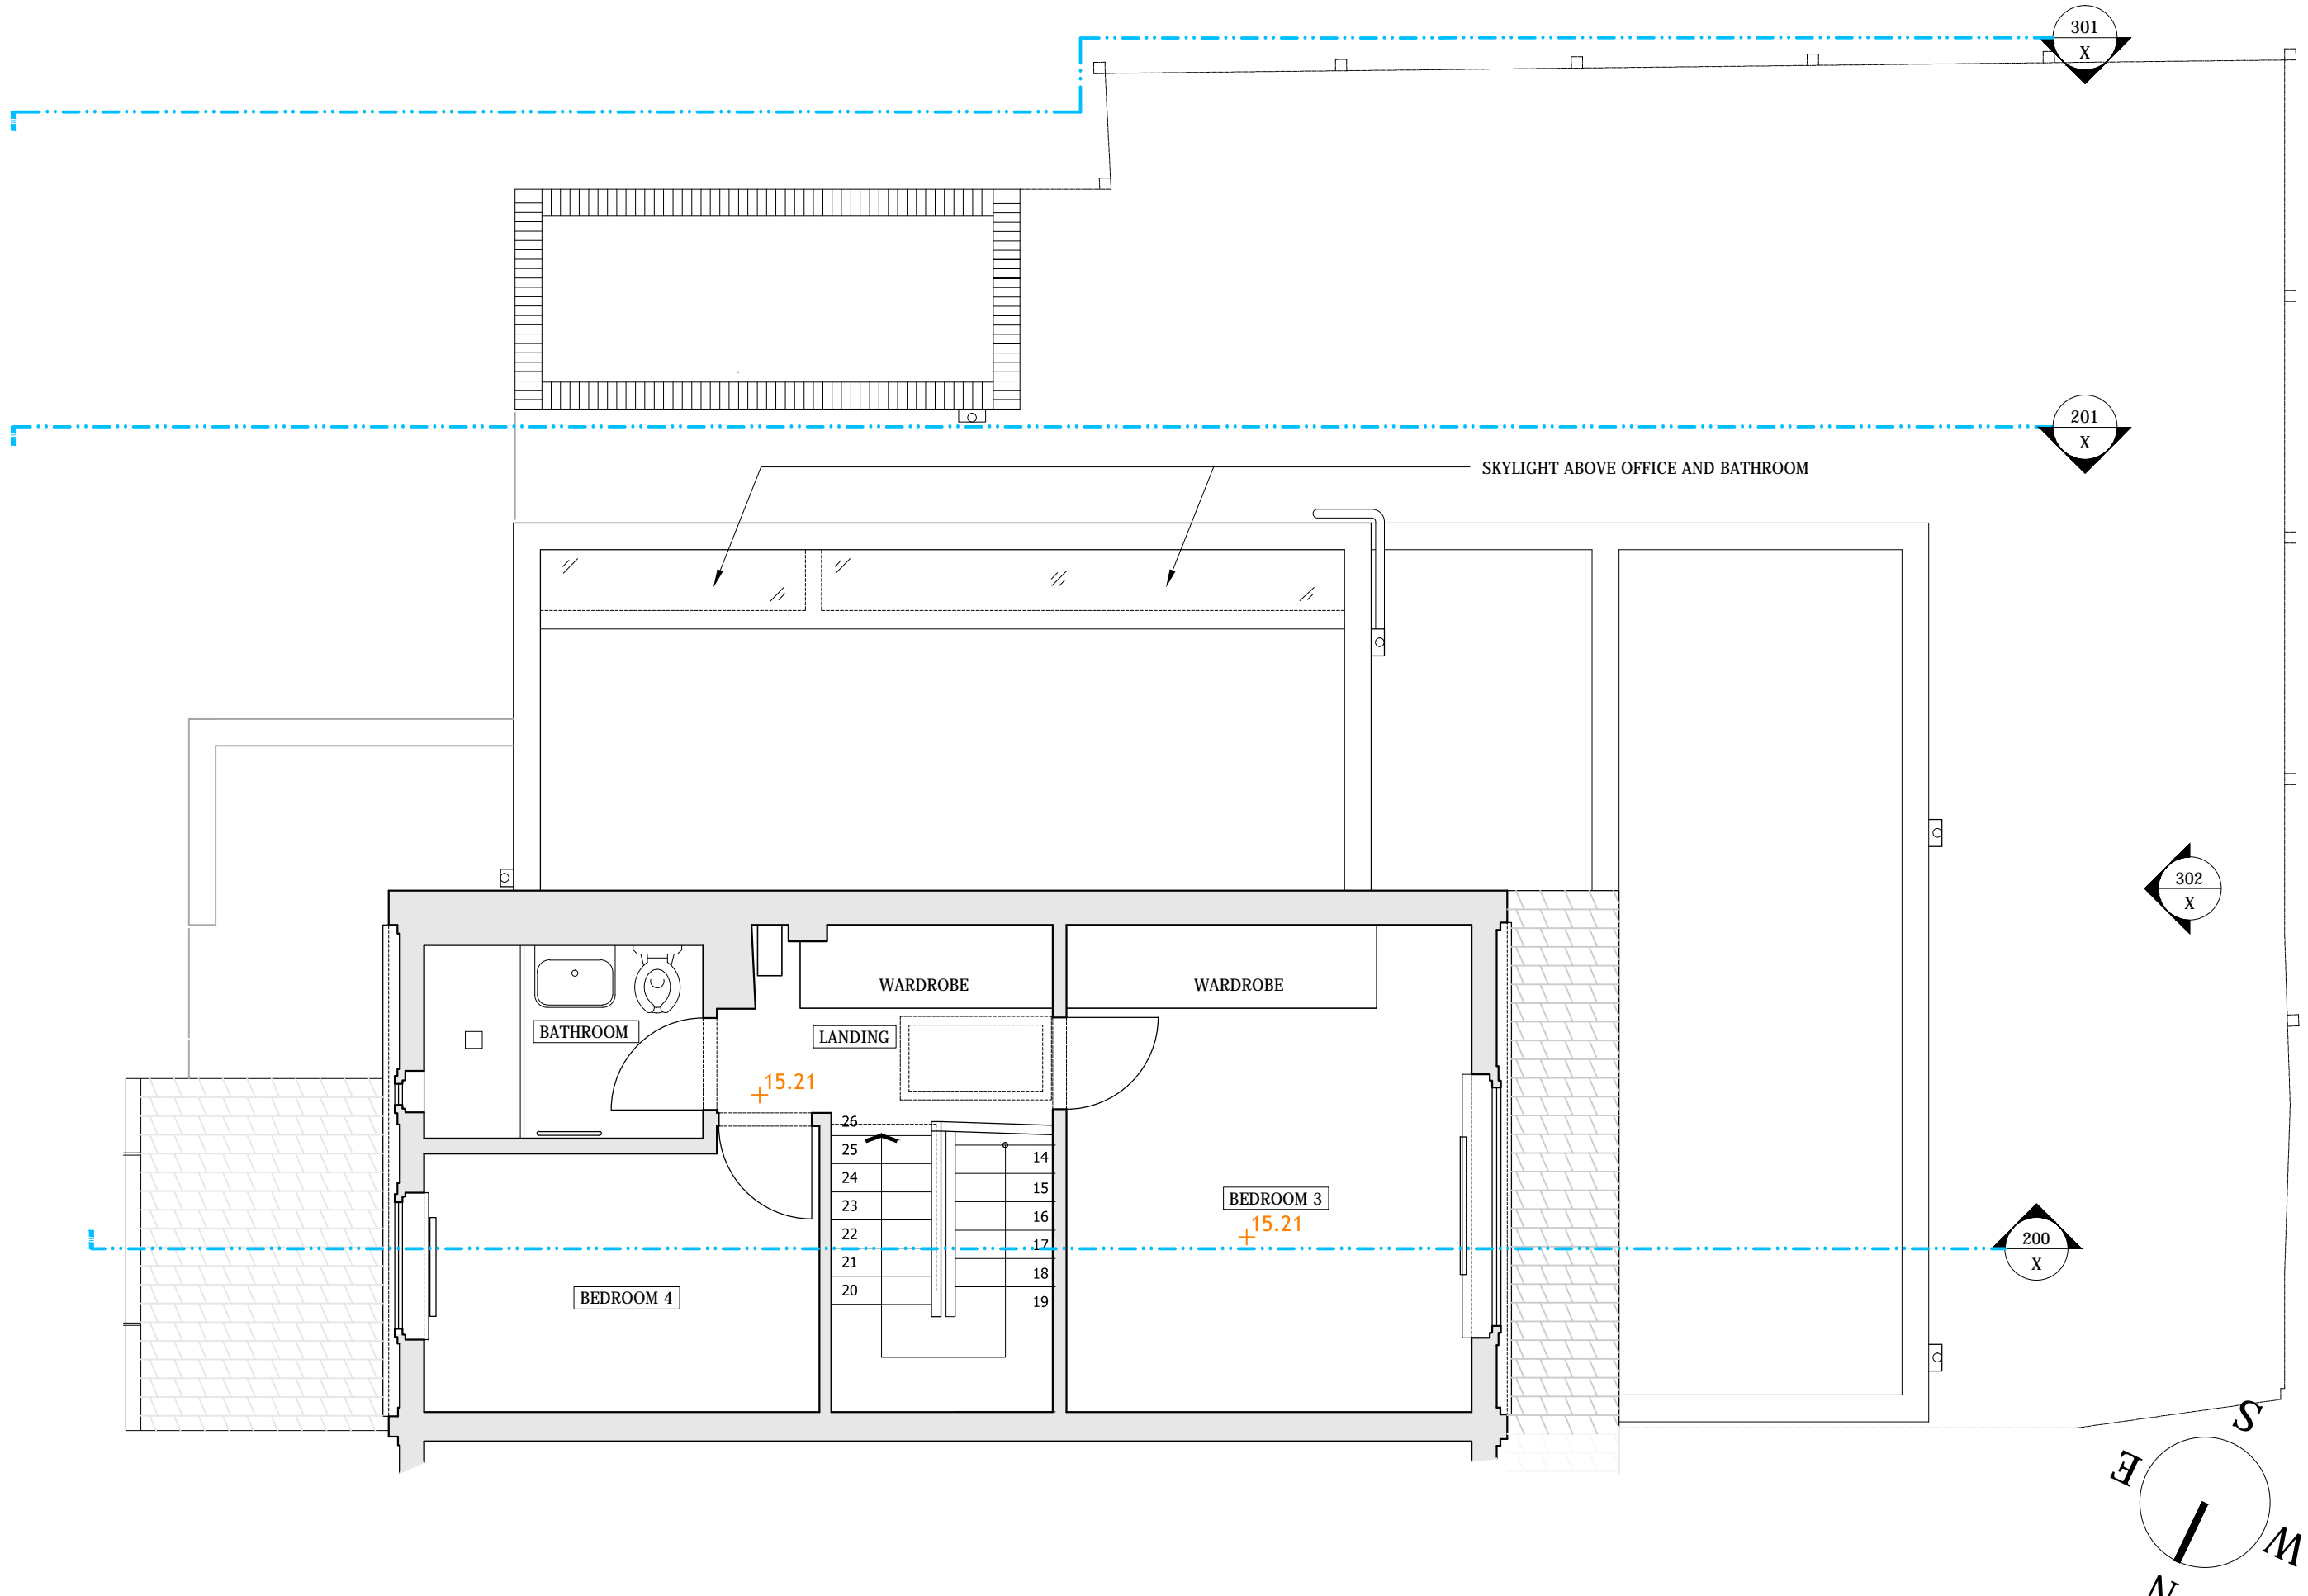 301
X
201
X
SKYLIGHT ABOVE OFFICE AND BATHROOM
302
X
WARDROBE
WARDROBE
BATHROOM
LANDING
15.21
26
25
24
23
22
21
20
14
15
16
17
18
19
BEDROOM 3
15.21
200
X
BEDROOM 4
S
E
W
N